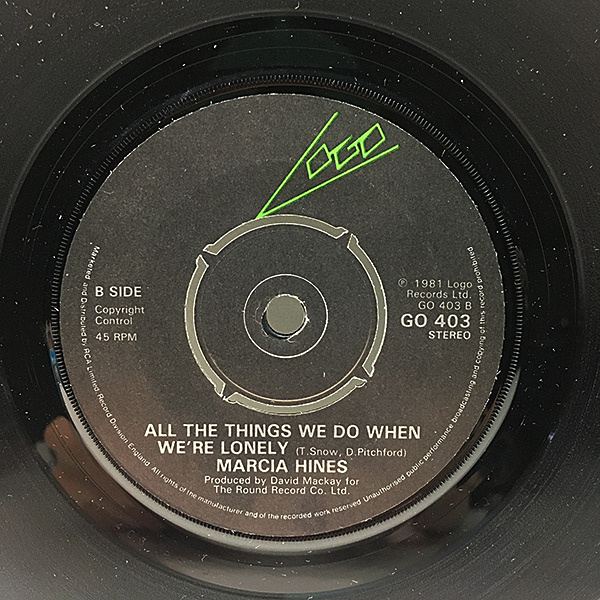 LOGO
B SIDE
Copyright
Control
45 RPM
℗ 1981 Logo
Records Ltd.
GO 403 B
GO 403
STEREO
ALL THE THINGS WE DO WHEN
WE'RE LONELY (T.Snow, D.Pitchford)
MARCIA HINES
Produced by David Mackay for
The Round Record Co. Ltd.
Marketed and Distributed by RCA Limited Record Division England. All rights of the manufacturer and of the recorded work reserved Unauthorised public performance broadcasting and copying of this record prohibited